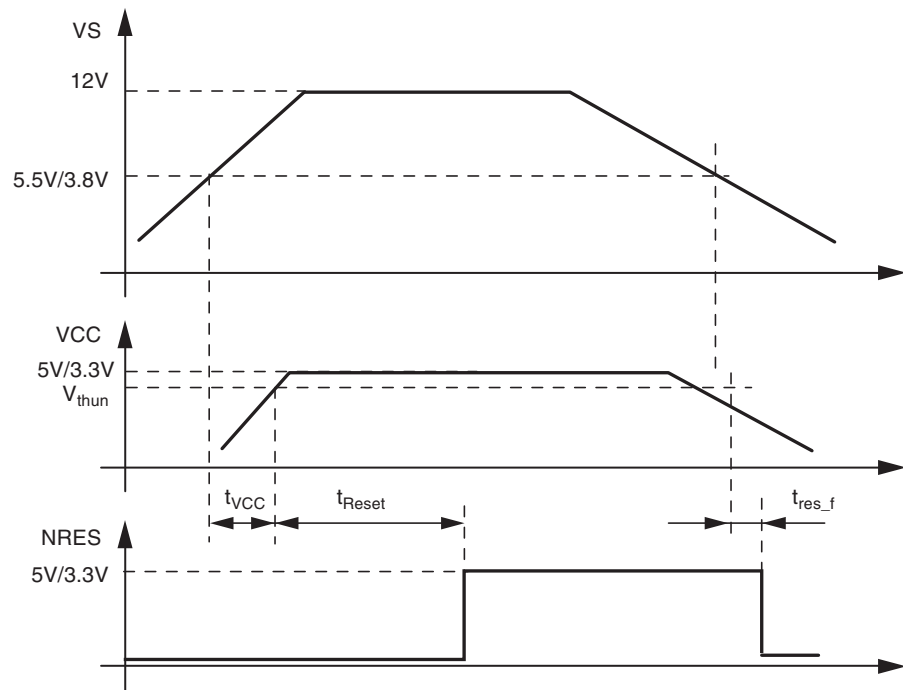 VS
12V
5.5V/3.8V
VCC
5V/3.3V
Vthun
tVCC
tReset
tres_f
NRES
5V/3.3V